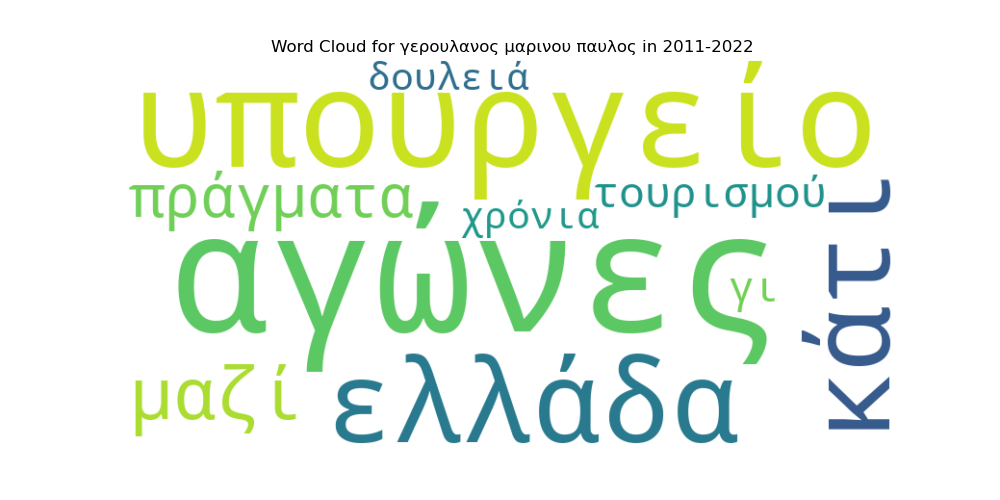 Word Cloud for γερουλανος μαρινου παυλος in 2011-2022
δουλειά
υπουργείο
πράγματα
χρόνια
τουρισμού
κάτι
αγώνες
γι
μαζί
ελλάδα